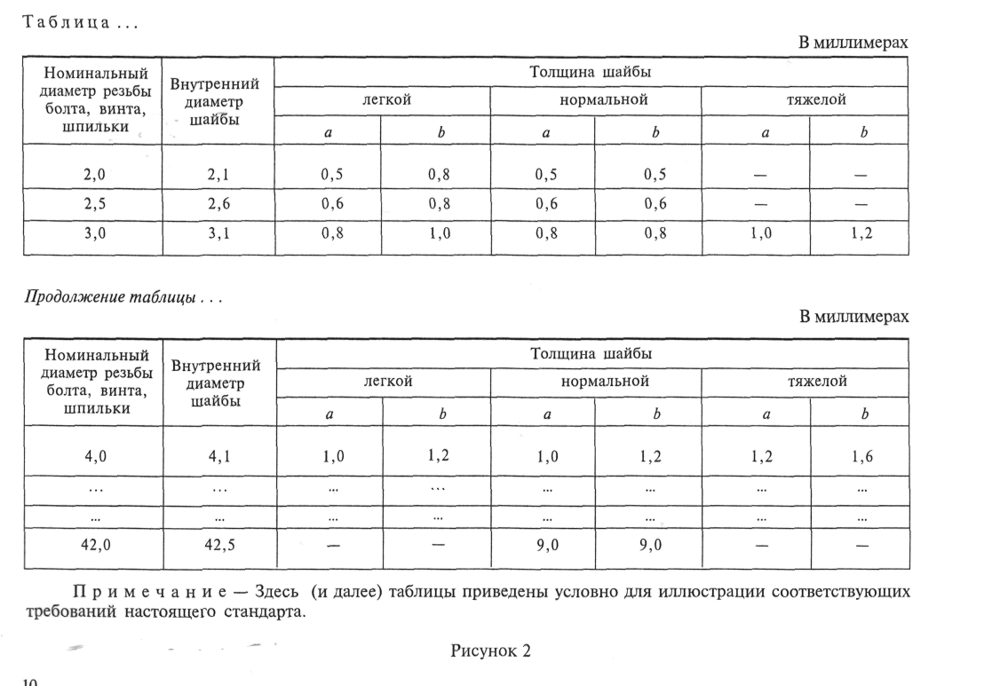 Таблица ...
В миллимерах
Номинальный диаметр резьбы болта, винта, шпильки | Внутренний диаметр шайбы | Толщина шайбы
легкой | нормальной | тяжелой
a | b | a | b | a | b
2,0 | 2,1 | 0,5 | 0,8 | 0,5 | 0,5 | — | —
2,5 | 2,6 | 0,6 | 0,8 | 0,6 | 0,6 | — | —
3,0 | 3,1 | 0,8 | 1,0 | 0,8 | 0,8 | 1,0 | 1,2
Продолжение таблицы . . .
В миллимерах
Номинальный диаметр резьбы болта, винта, шпильки | Внутренний диаметр шайбы | Толщина шайбы
легкой | нормальной | тяжелой
a | b | a | b | a | b
4,0 | 4,1 | 1,0 | 1,2 | 1,0 | 1,2 | 1,2 | 1,6
... | ... | ... | ... | ... | ... | ... | ...
... | ... | ... | ... | ... | ... | ... | ...
42,0 | 42,5 | — | — | 9,0 | 9,0 | — | —
Примечание — Здесь (и далее) таблицы приведены условно для иллюстрации соответствующих
требований настоящего стандарта.
Рисунок 2
10